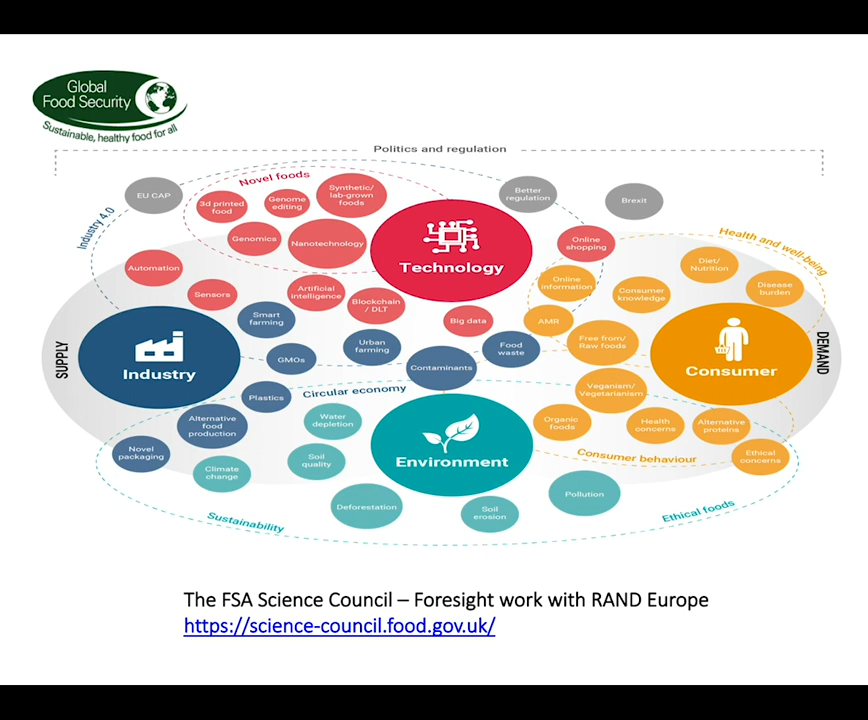 Global
Food Security
Sustainable, healthy food for all
Politics and regulation
Novel foods
EU CAP
3d printed
food
Genome
editing
Synthetic/
lab-grown
foods
Better
regulation
Brexit
Industry 4.0
Genomics
Nanotechnology
Technology
Online
shopping
Health and well-being
Automation
Sensors
Artificial
intelligence
Blockchain
/ DLT
Big data
Online
information
Consumer
knowledge
Diet/
Nutrition
Disease
burden
AMR
Free from/
Raw foods
SUPPLY
Industry
Smart
farming
GMOs
Urban
farming
Contaminants
Food
waste
Consumer
DEMAND
Plastics
Circular economy
Veganism/
Vegetarianism
Alternative
food
production
Water
depletion
Organic
foods
Health
concerns
Alternative
proteins
Novel
packaging
Climate
change
Soil
quality
Environment
Consumer behaviour
Ethical
concerns
Deforestation
Soil
erosion
Pollution
Sustainability
Ethical foods
The FSA Science Council – Foresight work with RAND Europe
https://science-council.food.gov.uk/